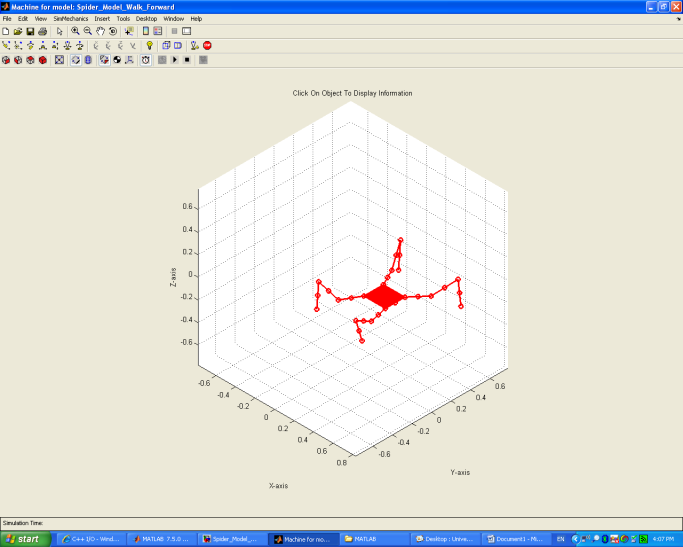 Machine for model: Spider_Model_Walk_Forward
File Edit View SimMechanics Insert Tools Desktop Window Help
Click On Object To Display Information
0.6
0.4
0.2
0
-0.2
-0.4
-0.6
Z-axis
-0.6
-0.4
-0.2
0
0.2
0.4
0.6
0.8
X-axis
-0.6
-0.4
-0.2
0
0.2
0.4
0.6
Y-axis
Simulation Time:
start
C++ I/O - Wind...
MATLAB 7.5.0 ...
Spider_Model_...
Machine for mo...
MATLAB
Desktop : Unive...
Document1 - Mi...
EN
4:07 PM